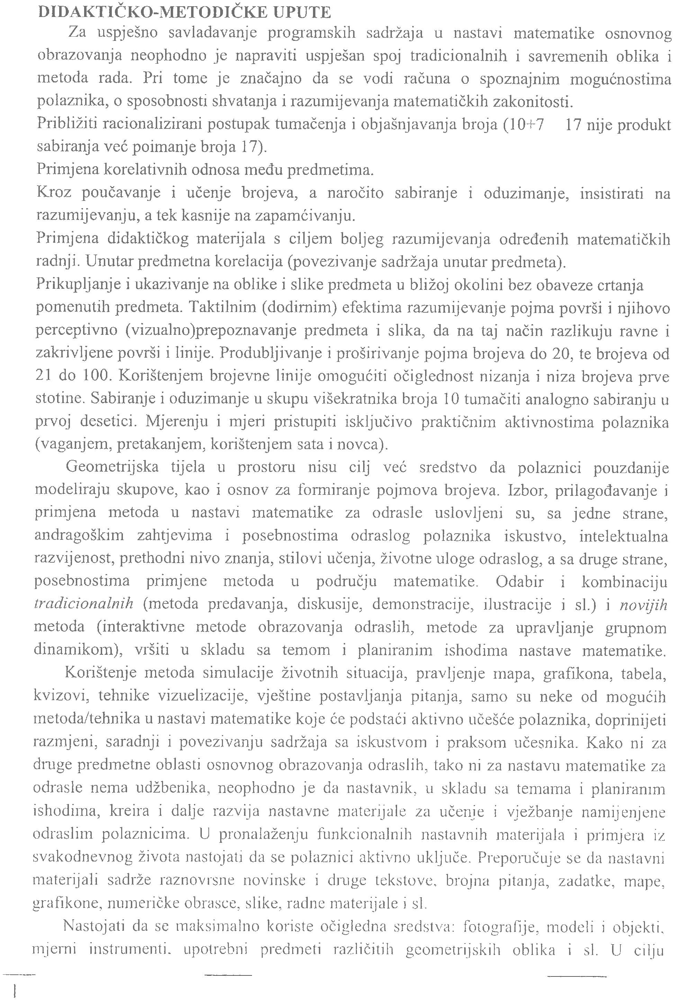 DIDAKTIČKO-METODIČKE UPUTE
Za uspješno savladavanje programskih sadržaja u nastavi matematike osnovnog
obrazovanja neophodno je napraviti uspješan spoj tradicionalnih i savremenih oblika i
metoda rada. Pri tome je značajno da se vodi računa o spoznajnim mogućnostima
polaznika, o sposobnosti shvatanja i razumijevanja matematičkih zakonitosti.
Približiti racionalizirani postupak tumačenja i objašnjavanja broja (10+7 17 nije produkt
sabiranja već poimanje broja 17).
Primjena korelativnih odnosa među predmetima.
Kroz poučavanje i učenje brojeva, a naročito sabiranje i oduzimanje, insistirati na
razumijevanju, a tek kasnije na zapamćivanju.
Primjena didaktičkog materijala s ciljem boljeg razumijevanja određenih matematičkih
radnji. Unutar predmetna korelacija (povezivanje sadržaja unutar predmeta).
Prikupljanje i ukazivanje na oblike i slike predmeta u bližoj okolini bez obaveze crtanja
pomenutih predmeta. Taktilnim (dodirnim) efektima razumijevanje pojma površi i njihovo
perceptivno (vizualno)prepoznavanje predmeta i slika, da na taj način razlikuju ravne i
zakrivljene površi i linije. Produbljivanje i proširivanje pojma brojeva do 20, te brojeva od
21 do 100. Korištenjem brojevne linije omogućiti očiglednost nizanja i niza brojeva prve
stotine. Sabiranje i oduzimanje u skupu višekratnika broja 10 tumačiti analogno sabiranju u
prvoj desetici. Mjerenju i mjeri pristupiti isključivo praktičnim aktivnostima polaznika
(vaganjem, pretakanjem, korištenjem sata i novca).
Geometrijska tijela u prostoru nisu cilj već sredstvo da polaznici pouzdanije
modeliraju skupove, kao i osnov za formiranje pojmova brojeva. Izbor, prilagođavanje i
primjena metoda u nastavi matematike za odrasle uslovljeni su, sa jedne strane,
andragoškim zahtjevima i posebnostima odraslog polaznika iskustvo, intelektualna
razvijenost, prethodni nivo znanja, stilovi učenja, životne uloge odraslog, a sa druge strane,
posebnostima primjene metoda u području matematike. Odabir i kombinaciju
tradicionalnih (metoda predavanja, diskusije, demonstracije, ilustracije i sl.) i novijih
metoda (interaktivne metode obrazovanja odraslih, metode za upravljanje grupnom
dinamikom), vršiti u skladu sa temom i planiranim ishodima nastave matematike.
Korištenje metoda simulacije životnih situacija, pravljenje mapa, grafikona, tabela,
kvizovi, tehnike vizuelizacije, vještine postavljanja pitanja, samo su neke od mogućih
metoda/tehnika u nastavi matematike koje će podstaći aktivno učešće polaznika, doprinijeti
razmjeni, saradnji i povezivanju sadržaja sa iskustvom i praksom učesnika. Kako ni za
druge predmetne oblasti osnovnog obrazovanja odraslih, tako ni za nastavu matematike za
odrasle nema udžbenika, neophodno je da nastavnik, u skladu sa temama i planiranim
ishodima, kreira i dalje razvija nastavne materijale za učenje i vježbanje namijenjene
odraslim polaznicima. U pronalaženju funkcionalnih nastavnih materijala i primjera iz
svakodnevnog života nastojati da se polaznici aktivno uključe. Preporučuje se da nastavni
materijali sadrže raznovrsne novinske i druge tekstove, brojna pitanja, zadatke, mape,
grafikone, numeričke obrasce, slike, radne materijale i sl.
Nastojati da se maksimalno koriste očigledna sredstva: fotografije, modeli i objekti,
mjerni instrumenti, upotrebni predmeti različitih geometrijskih oblika i sl. U cilju